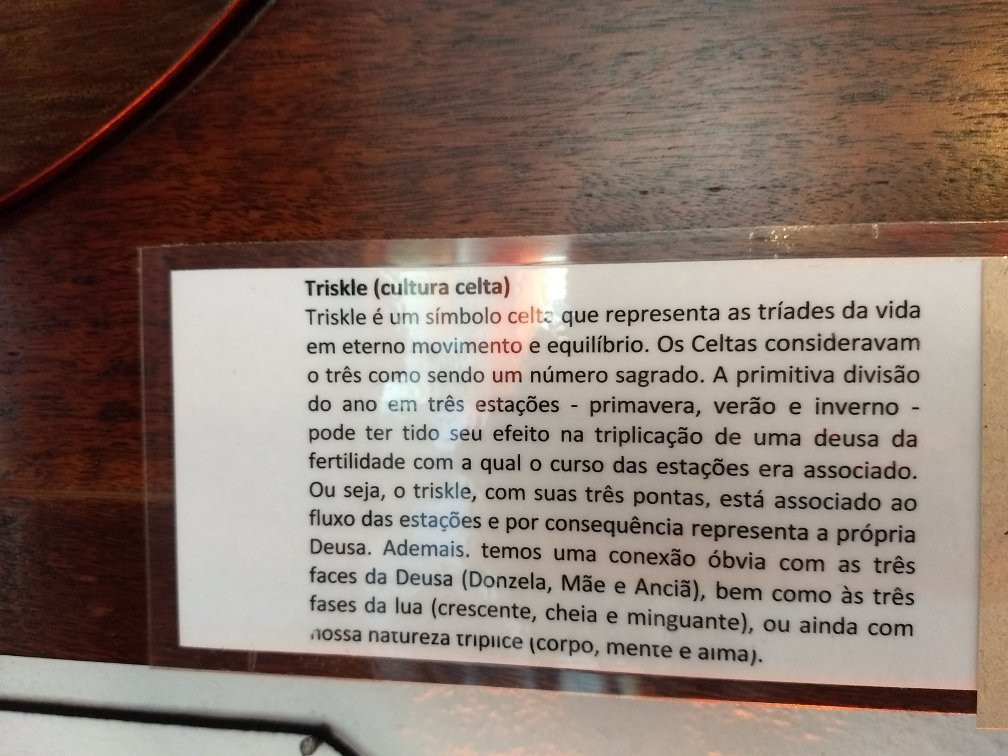 Triskle (cultura celta)
Triskle é um símbolo celta que representa as tríades da vida
em eterno movimento e equilíbrio. Os Celtas consideravam
o três como sendo um número sagrado. A primitiva divisão
do ano em três estações - primavera, verão e inverno -
pode ter tido seu efeito na triplicação de uma deusa da
fertilidade com a qual o curso das estações era associado.
Ou seja, o triskle, com suas três pontas, está associado ao
fluxo das estações e por consequência representa a própria
Deusa. Ademais. temos uma conexão óbvia com as três
faces da Deusa (Donzela, Mãe e Anciã), bem como às três
fases da lua (crescente, cheia e minguante), ou ainda com
nossa natureza tríplice (corpo, mente e alma).